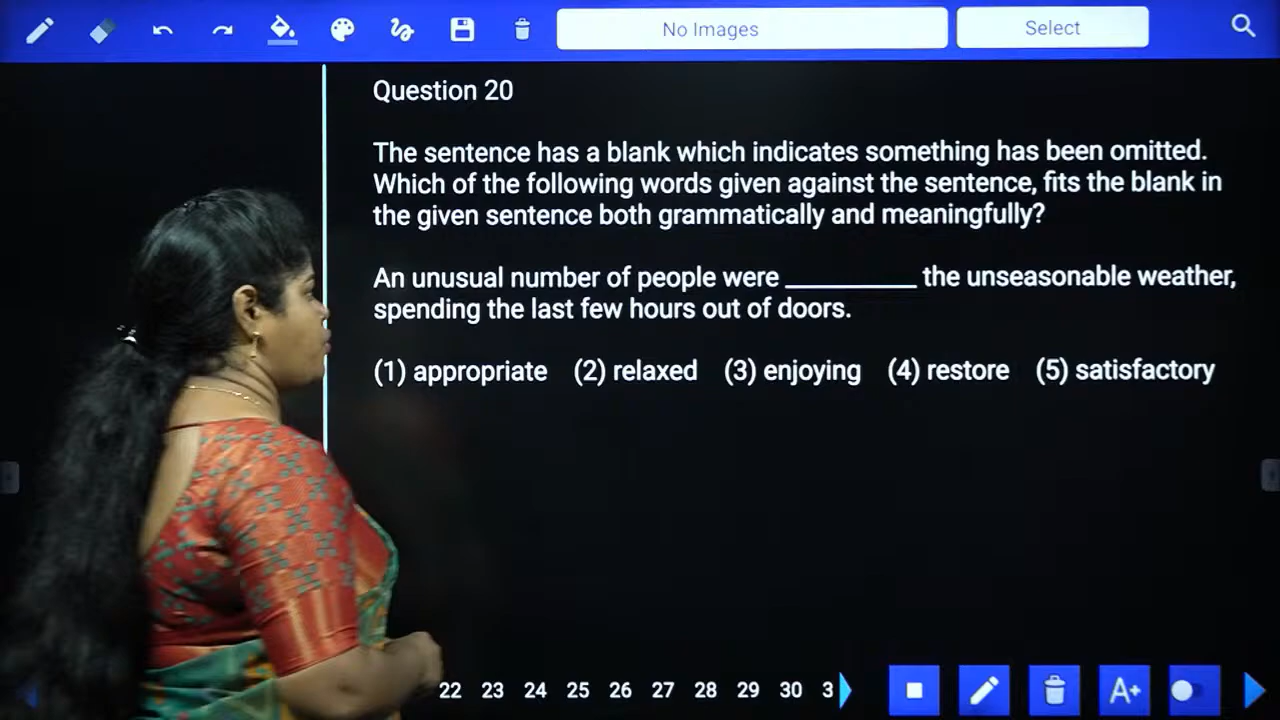 No Images
Select
Question 20
The sentence has a blank which indicates something has been omitted.
Which of the following words given against the sentence, fits the blank in
the given sentence both grammatically and meaningfully?
An unusual number of people were __________ the unseasonable weather,
spending the last few hours out of doors.
(1) appropriate (2) relaxed (3) enjoying (4) restore (5) satisfactory
22 23 24 25 26 27 28 29 30 3
A+